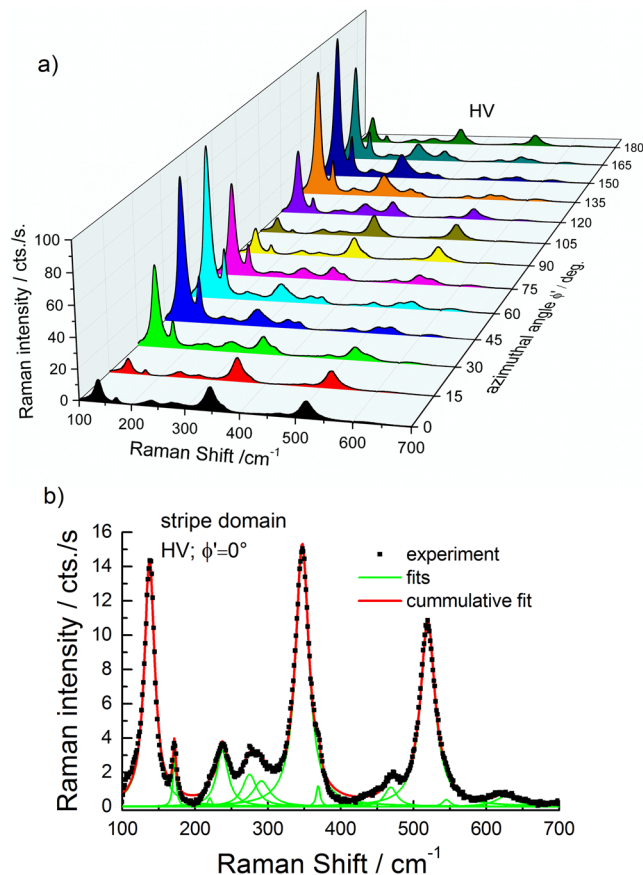 a)
HV
100
80
60
40
20
0
Raman intensity / cts./s.
100
200
300
400
500
600
700
Raman Shift /cm-1
0
15
30
45
60
75
90
105
120
135
150
165
180
azimuthal angle ϕ'/ deg.
b)
stripe domain
HV; ϕ'=0°
experiment
fits
cummulative fit
16
14
12
10
8
6
4
2
0
Raman intensity / cts./s
100 200 300 400 500 600 700
Raman Shift / cm-1